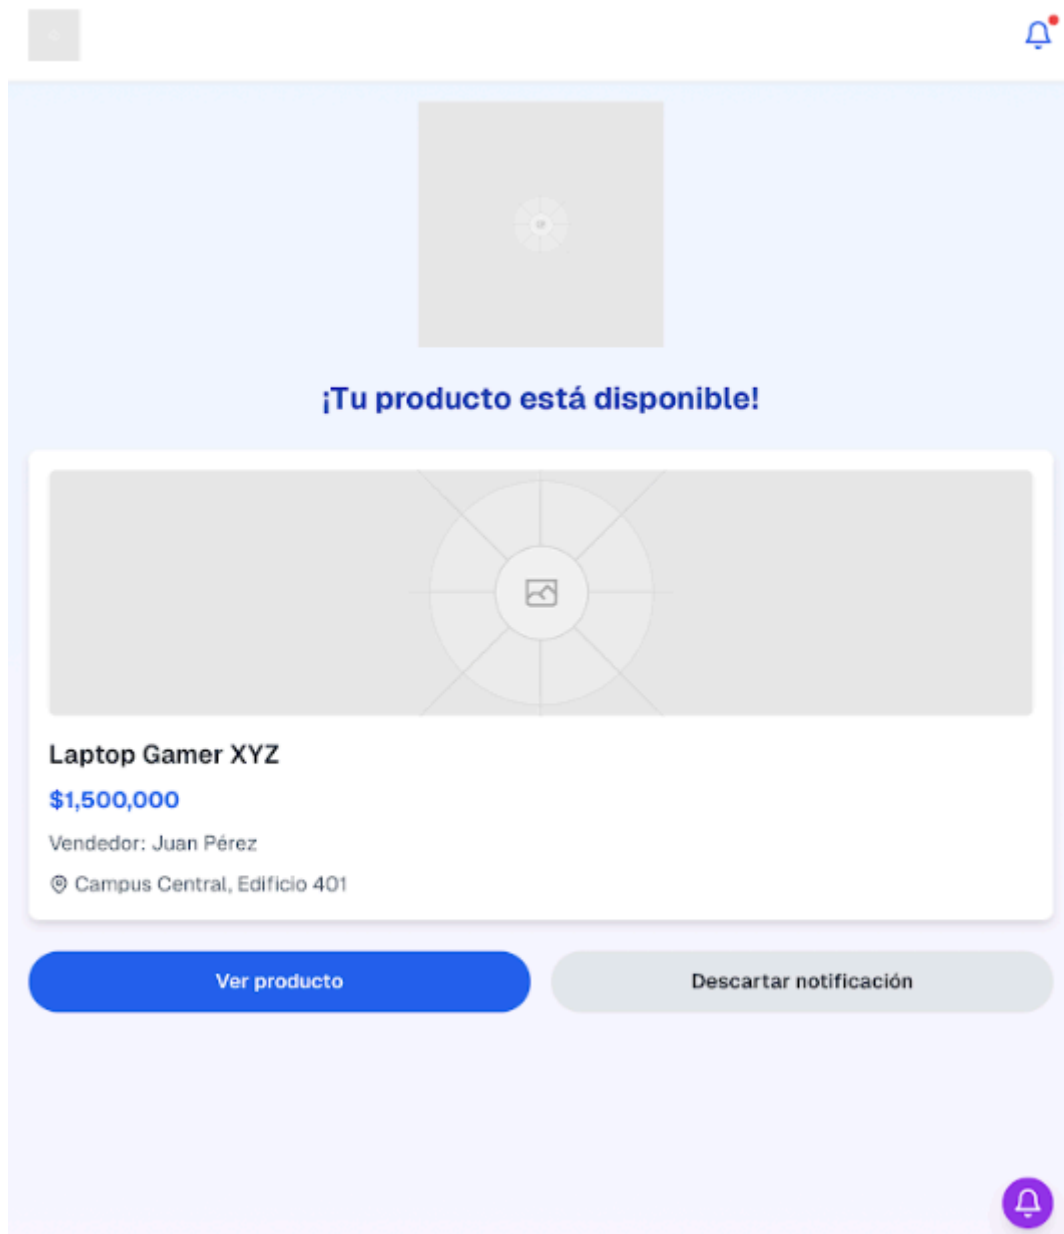 ¡Tu producto está disponible!
Laptop Gamer XYZ
$1,500,000
Vendedor: Juan Pérez
Campus Central, Edificio 401
Ver producto
Descartar notificación